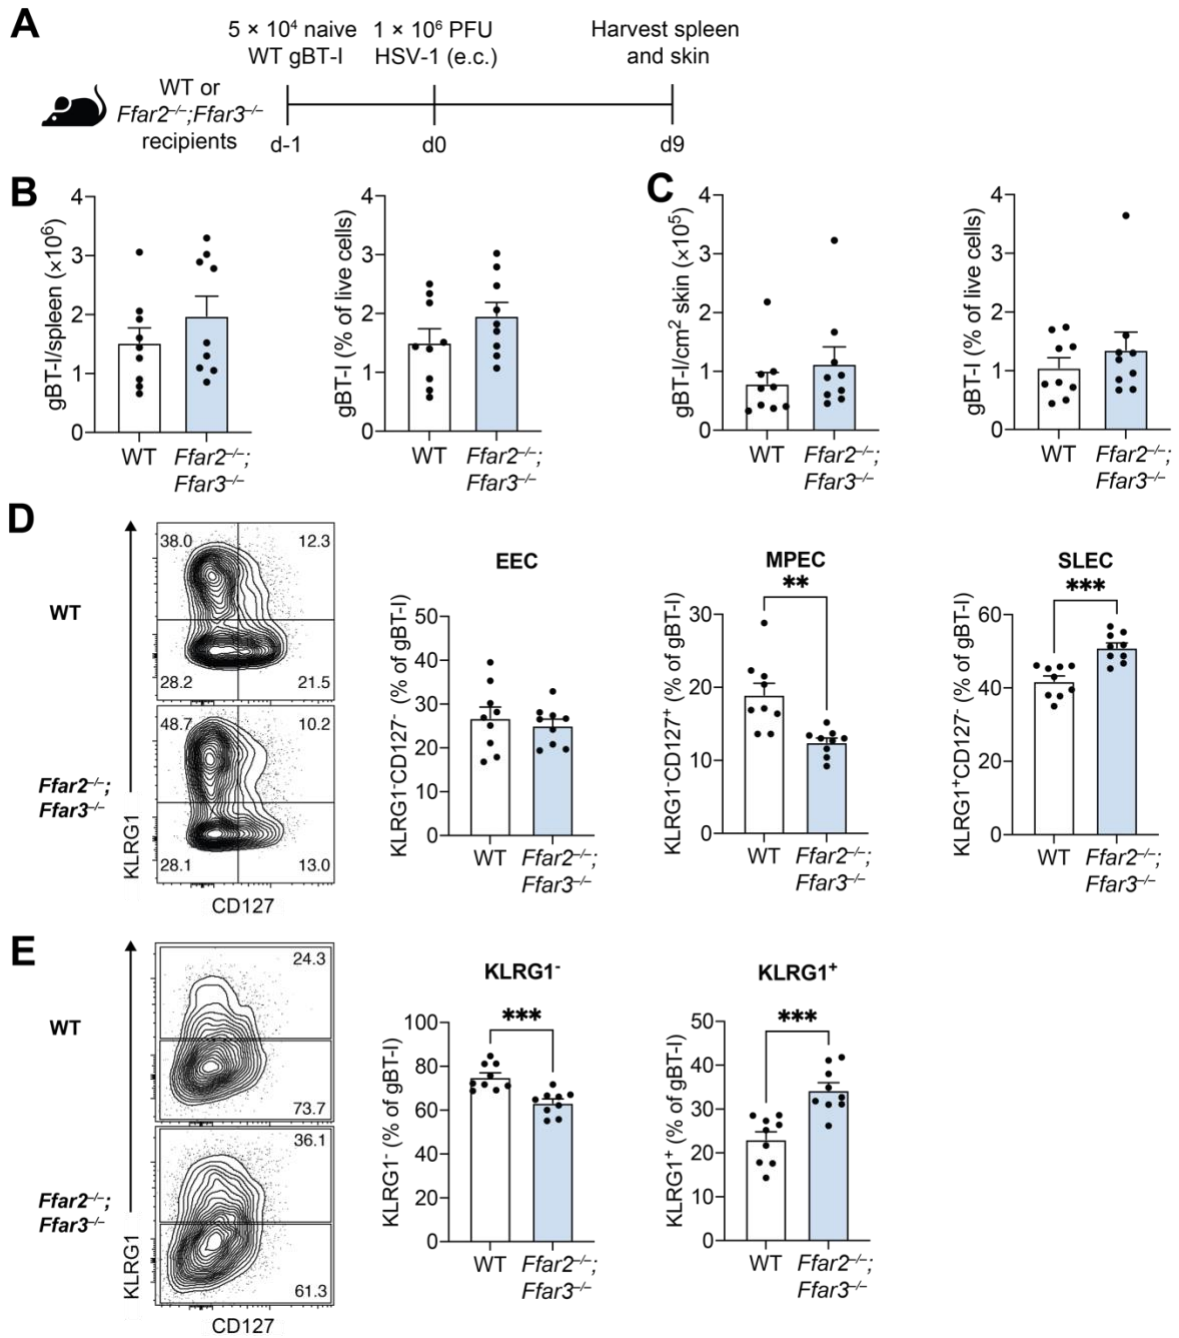 A
5 × 10⁴ naive
WT gBT-I
1 × 10⁶ PFU
HSV-1 (e.c.)
Harvest spleen
and skin
WT or
Ffar2⁻/⁻;Ffar3⁻/⁻
recipients
d-1
d0
d9
B
gBT-I/spleen (×10⁶)
4
3
2
1
0
WT
Ffar2⁻/⁻;
Ffar3⁻/⁻
gBT-I (% of live cells)
4
3
2
1
0
WT
Ffar2⁻/⁻;
Ffar3⁻/⁻
C
gBT-I/cm² skin (×10⁵)
4
3
2
1
0
WT
Ffar2⁻/⁻;
Ffar3⁻/⁻
gBT-I (% of live cells)
4
3
2
1
0
WT
Ffar2⁻/⁻;
Ffar3⁻/⁻
D
WT
38.0
12.3
28.2
21.5
Ffar2⁻/⁻;
Ffar3⁻/⁻
48.7
10.2
28.1
13.0
KLRG1
CD127
EEC
KLRG1⁻CD127⁻ (% of gBT-I)
50
40
30
20
10
0
WT
Ffar2⁻/⁻;
Ffar3⁻/⁻
MPEC
**
KLRG1⁻CD127⁺ (% of gBT-I)
30
20
10
0
WT
Ffar2⁻/⁻;
Ffar3⁻/⁻
SLEC
***
KLRG1⁺CD127⁻ (% of gBT-I)
60
40
20
0
WT
Ffar2⁻/⁻;
Ffar3⁻/⁻
E
WT
24.3
73.7
Ffar2⁻/⁻;
Ffar3⁻/⁻
36.1
61.3
KLRG1
CD127
KLRG1⁻
***
KLRG1⁻ (% of gBT-I)
100
80
60
40
20
0
WT
Ffar2⁻/⁻;
Ffar3⁻/⁻
KLRG1⁺
***
KLRG1⁺ (% of gBT-I)
50
40
30
20
10
0
WT
Ffar2⁻/⁻;
Ffar3⁻/⁻